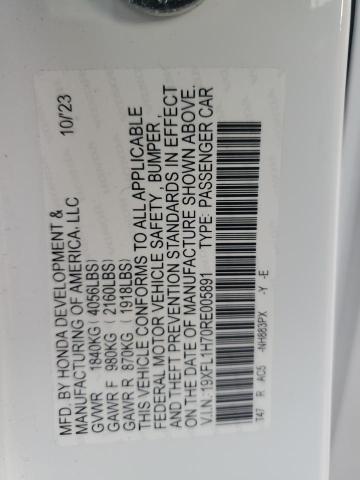 MFD. BY HONDA DEVELOPMENT & 10/23
MANUFACTURING OF AMERICA, LLC
GVWR 1840KG (4056LBS)
GAWR F 980KG (2160LBS)
GAWR R 870KG (1918LBS)
THIS VEHICLE CONFORMS TO ALL APPLICABLE
FEDERAL MOTOR VEHICLE SAFETY, BUMPER,
AND THEFT PREVENTION STANDARDS IN EFFECT
ON THE DATE OF MANUFACTURE SHOWN ABOVE.
V.I.N.: 19XFL1H70RE005891 TYPE: PASSENGER CAR
T47 R AC5 -NH883PX -Y -E